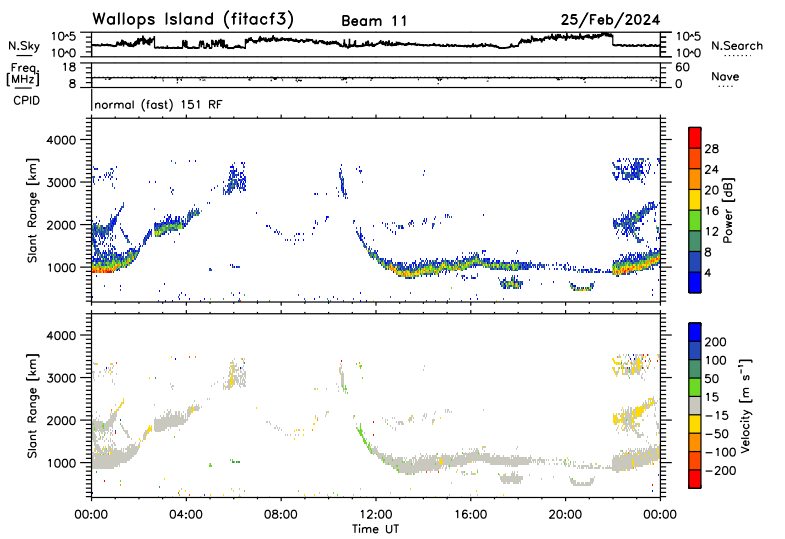 Wallops Island (fitacf3) Beam 11 25/Feb/2024
10^5 10^5
N.Sky N.Search
10^0 10^0
Freq. 18 60
[MHz] Nave
8 0
CPID normal (fast) 151 RF
4000
3000
2000
1000
Slant Range [km]
28
24
20
16
12
8
4
Power [dB]
4000
3000
2000
1000
Slant Range [km]
200
100
50
15
-15
-50
-100
-200
Velocity [m s⁻¹]
00:00 04:00 08:00 12:00 16:00 20:00 00:00
Time UT